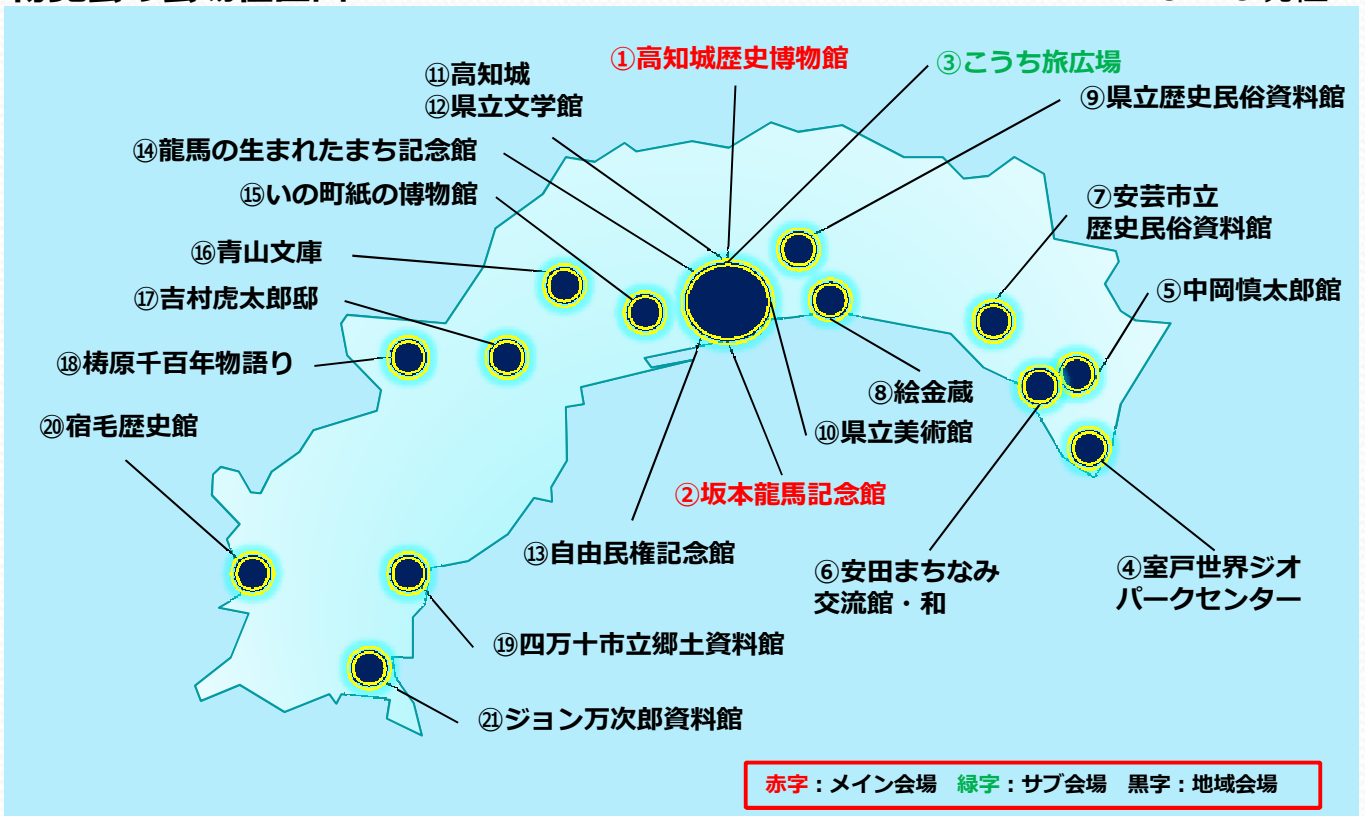 ①高知城歴史博物館
③こうち旅広場
⑪高知城
⑫県立文学館
⑨県立歴史民俗資料館
⑭龍馬の生まれたまち記念館
⑮いの町紙の博物館
⑦安芸市立
歴史民俗資料館
⑯青山文庫
⑤中岡慎太郎館
⑰吉村虎太郎邸
⑱梼原千百年物語り
⑧絵金蔵
⑳宿毛歴史館
⑩県立美術館
②坂本龍馬記念館
⑬自由民権記念館
⑥安田まちなみ
交流館・和
④室戸世界ジオ
パークセンター
⑲四万十市立郷土資料館
㉑ジョン万次郎資料館
赤字：メイン会場　緑字：サブ会場　黒字：地域会場